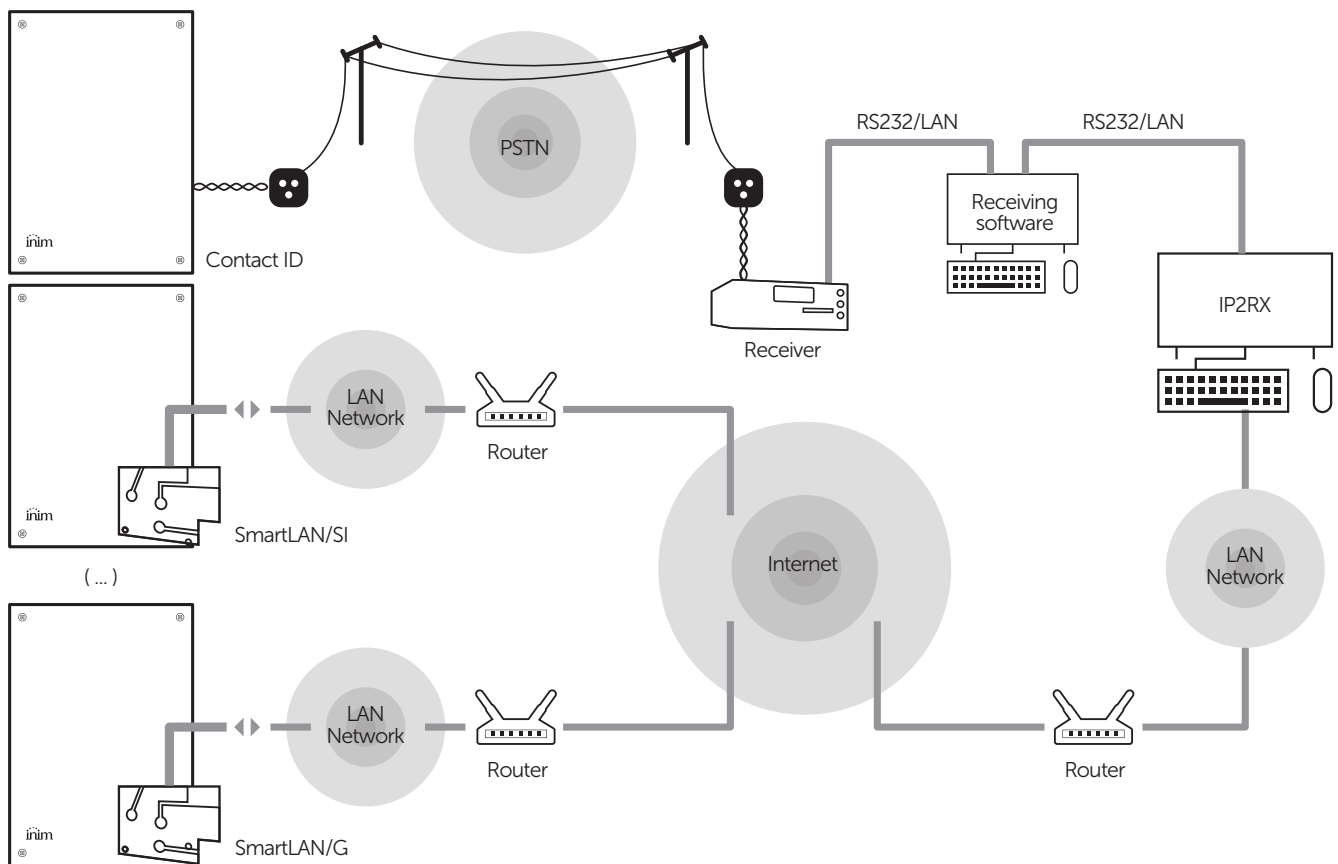 PSTN
RS232/LAN
RS232/LAN
Receiving
software
inim
Contact ID
IP2RX
Receiver
LAN
Network
Router
inim
SmartLAN/SI
Internet
LAN
Network
( ... )
LAN
Network
Router
Router
inim
SmartLAN/G